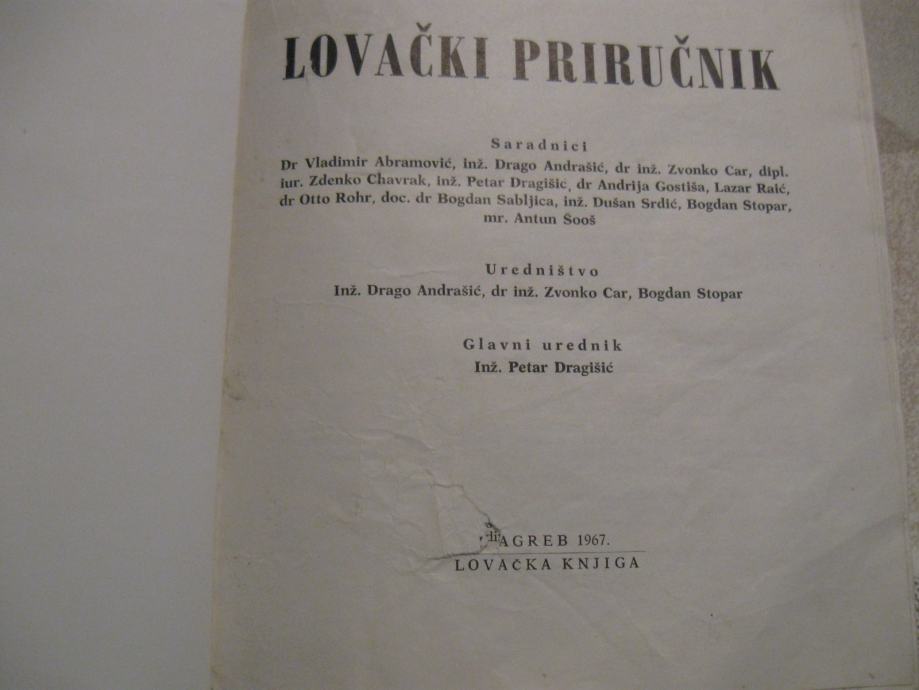 LOVAČKI PRIRUČNIK
Saradnici
Dr Vladimir Abramović, inž. Drago Andrašić, dr inž. Zvonko Car, dipl.
iur. Zdenko Chavrak, inž. Petar Dragišić, dr Andrija Gostiša, Lazar Raić,
dr Otto Rohr, doc. dr Bogdan Sabljica, inž. Dušan Srdić, Bogdan Stopar,
mr. Antun Šooš
Uredništvo
Inž. Drago Andrašić, dr inž. Zvonko Car, Bogdan Stopar
Glavni urednik
Inž. Petar Dragišić
AGREB 1967.
LOVAČKA KNJIGA